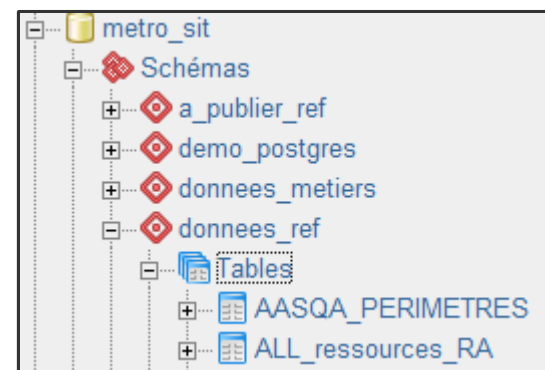 metro_sit
Schémas
a_publier_ref
demo_postgres
donnees_metiers
donnees_ref
Tables
AASQA_PERIMETRES
ALL_ressources_RA